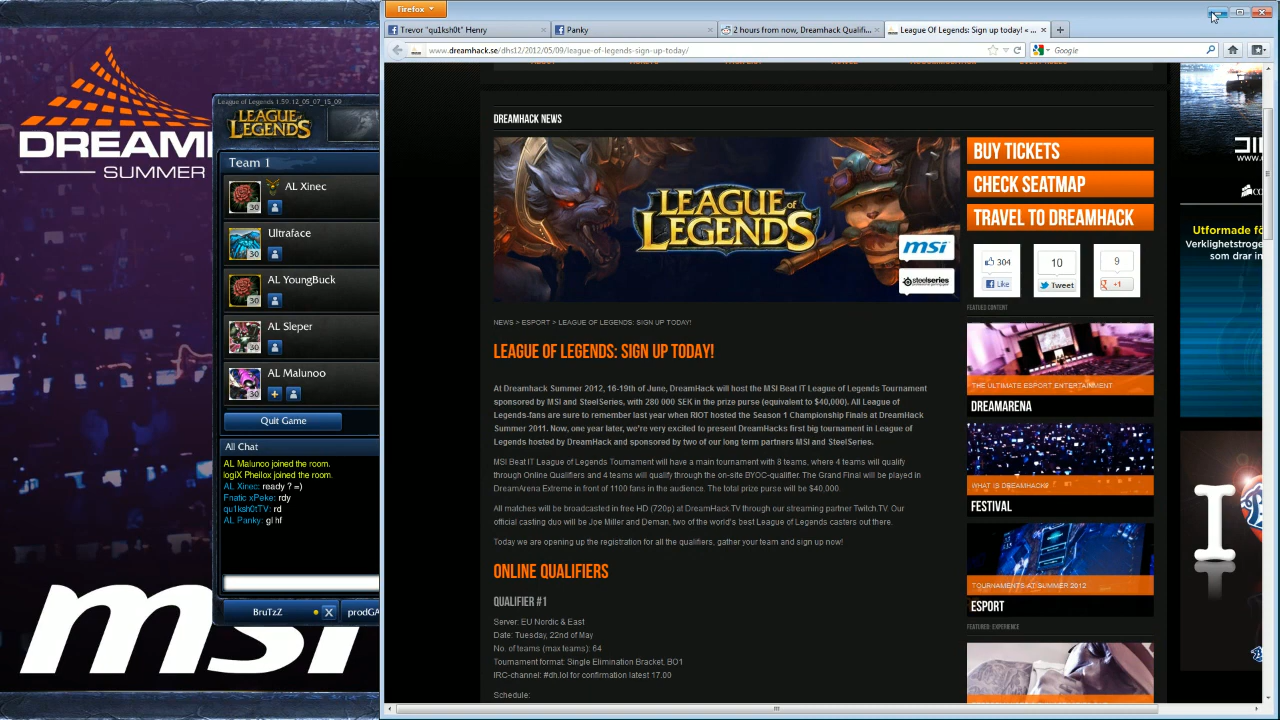 Firefox
Trevor "qu1ksh0t" Henry
Panky
2 hours from now, Dreamhack Qualifi...
League Of Legends: Sign up today! « ...
www.dreamhack.se/dhs12/2012/05/09/league-of-legends-sign-up-today/
Google
DREAM
SUMMER
League of Legends 1.59.12_05_07_15_09
LEAGUE of LEGENDS
Team 1
AL Xinec
30
Ultraface
30
AL YoungBuck
30
AL Sleper
30
AL Malunoo
30
Quit Game
All Chat
AL Malunoo joined the room.
logiX Pheilox joined the room.
AL Xinec: ready ? =)
Fnatic xPeke: rdy
qu1ksh0tTV: rd
AL Panky: gl hf
BruTzZ
X
prodGA
msi
DREAMHACK NEWS
LEAGUE of LEGENDS
msi
steelseries
NEWS > ESPORT > LEAGUE OF LEGENDS: SIGN UP TODAY!
LEAGUE OF LEGENDS: SIGN UP TODAY!
At Dreamhack Summer 2012, 16-19th of June, DreamHack will host the MSI Beat IT League of Legends Tournament
sponsored by MSI and SteelSeries, with 280 000 SEK in the prize purse (equivalent to $40,000). All League of
Legends-fans are sure to remember last year when RIOT hosted the Season 1 Championship Finals at DreamHack
Summer 2011. Now, one year later, we're very excited to present DreamHacks first big tournament in League of
Legends hosted by DreamHack and sponsored by two of our long term partners MSI and SteelSeries.
MSI Beat IT League of Legends Tournament will have a main tournament with 8 teams, where 4 teams will qualify
through Online Qualifiers and 4 teams will qualify through the on-site BYOC-qualifier. The Grand Final will be played in
DreamArena Extreme in front of 1100 fans in the audience. The total prize purse will be $40,000.
All matches will be broadcasted in free HD (720p) at DreamHack.TV through our streaming partner Twitch.TV. Our
official casting duo will be Joe Miller and Deman, two of the world's best League of Legends casters out there.
Today we are opening up the registration for all the qualifiers, gather your team and sign up now!
ONLINE QUALIFIERS
QUALIFIER #1
Server: EU Nordic & East
Date: Tuesday, 22nd of May
No. of teams (max teams): 64
Tournament format: Single Elimination Bracket. BO1
IRC-channel: #dh.lol for confirmation latest 17.00
Schedule:
BUY TICKETS
CHECK SEATMAP
TRAVEL TO DREAMHACK
304
Like
10
Tweet
9
+1
THE ULTIMATE ESPORT ENTERTAINMENT
DREAMARENA
WHAT IS DREAMHACK?
FESTIVAL
TOURNAMENTS AT SUMMER 2012
ESPORT
FEATURED: EXPERIENCE
www.
Utformade fö
Verklighetstroge
som drar in
I